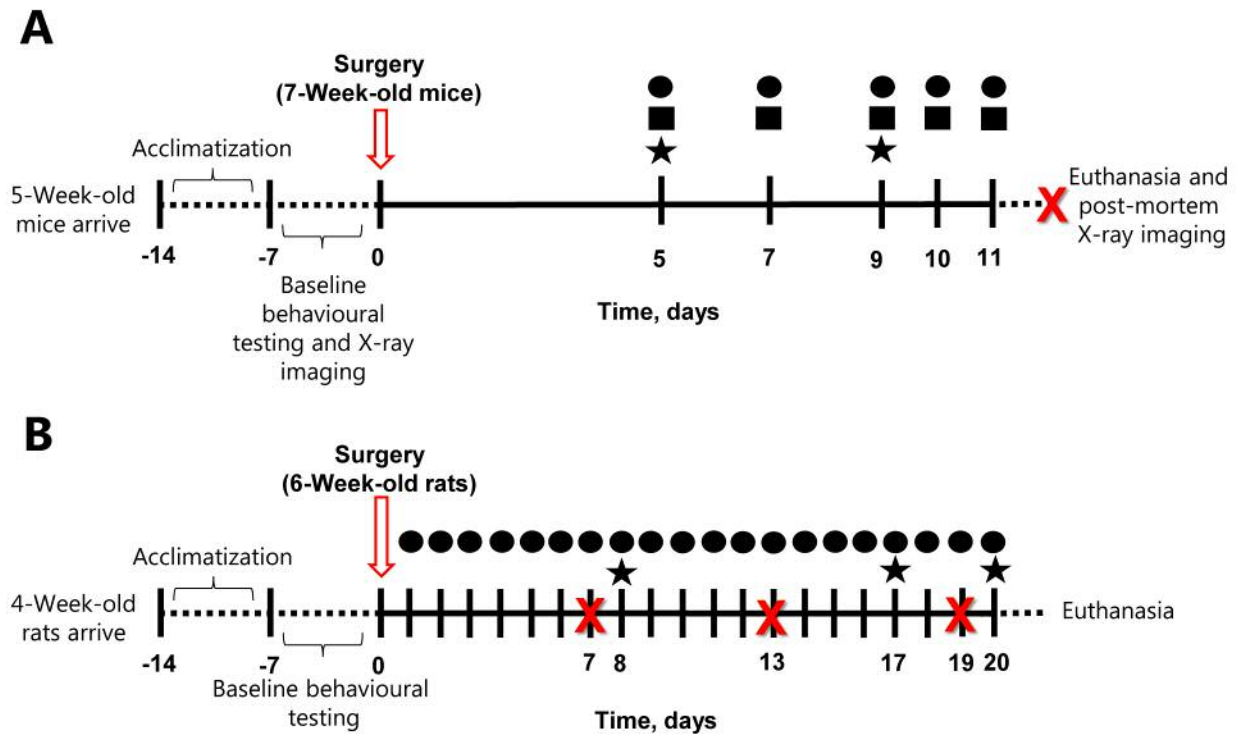 A
Surgery
(7-Week-old mice)
Acclimatization
5-Week-old
mice arrive
Euthanasia and
post-mortem
X-ray imaging
X
-14
-7
0
5
7
9
10
11
Baseline
behavioural
testing and X-ray
imaging
Time, days
B
Surgery
(6-Week-old rats)
Acclimatization
4-Week-old
rats arrive
X
X
X
Euthanasia
-14
-7
0
7
8
13
17
19
20
Baseline behavioural
testing
Time, days